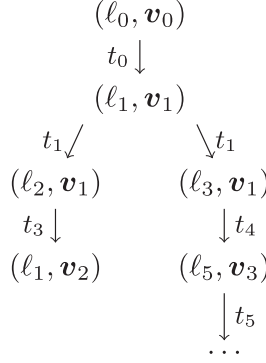 (ℓ₀, v₀)
t₀
(ℓ₁, v₁)
t₁ t₁
(ℓ₂, v₁) (ℓ₃, v₁)
t₃ t₄
(ℓ₁, v₂) (ℓ₅, v₃)
t₅
⋯